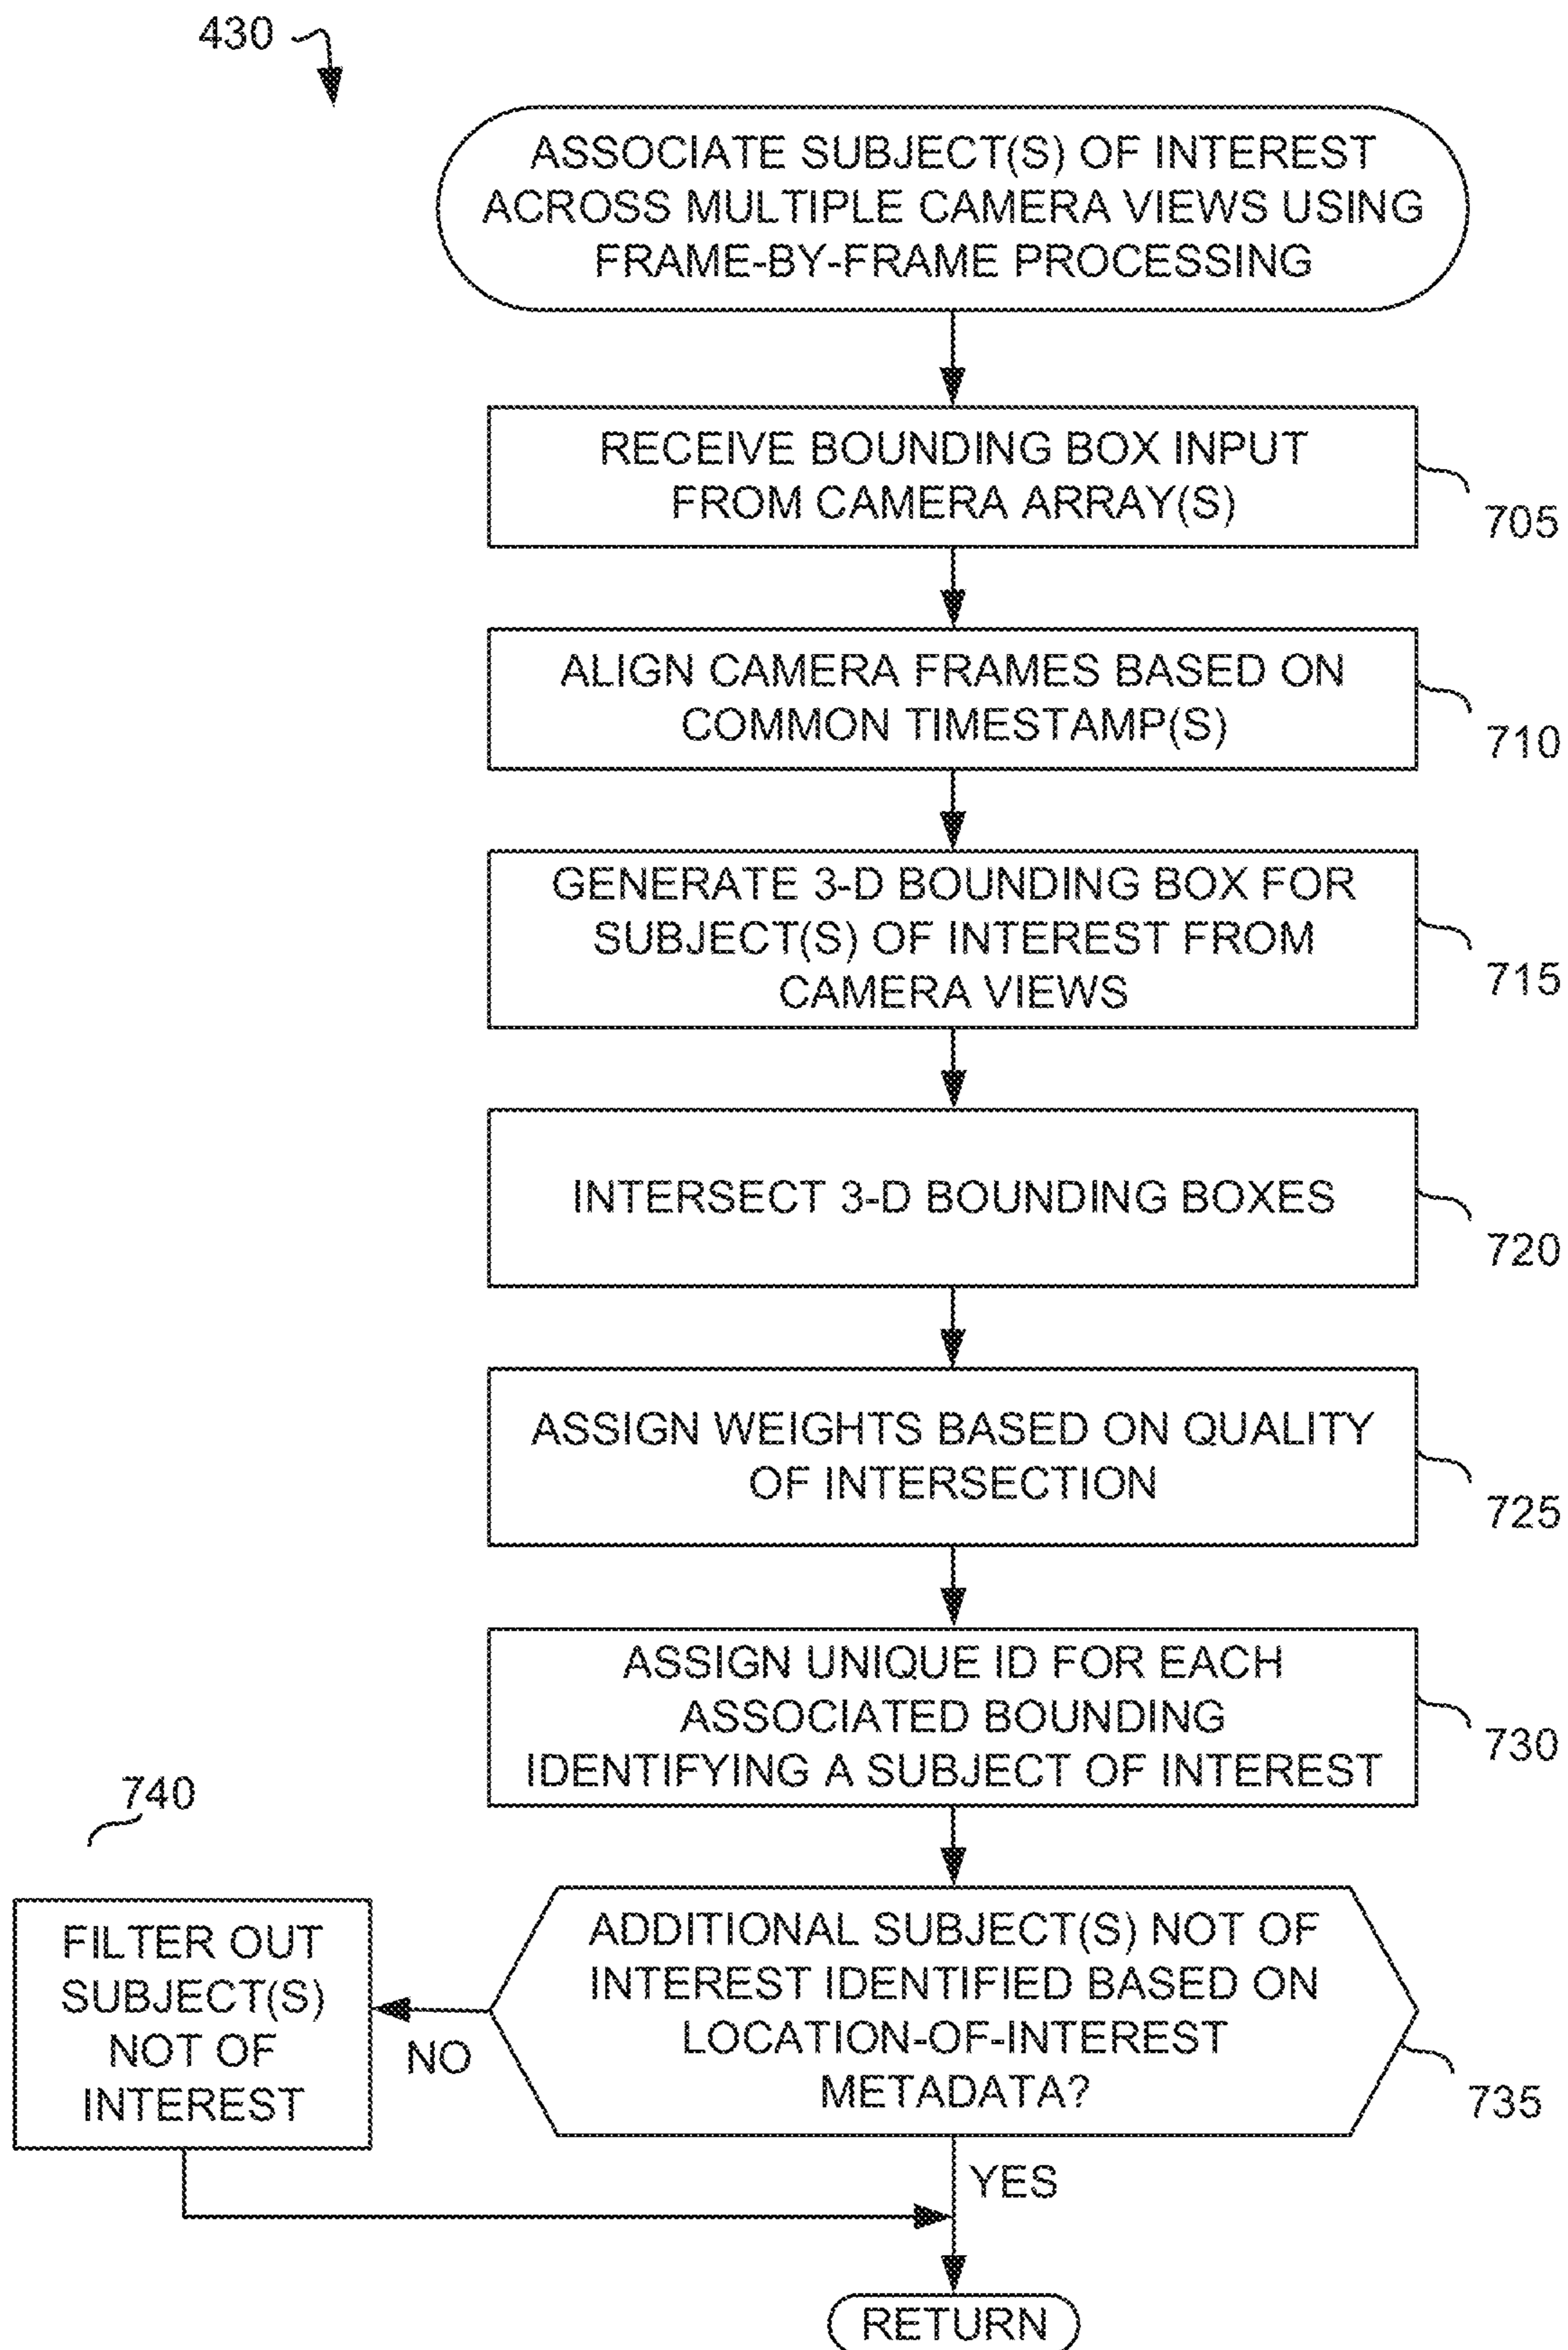 430
ASSOCIATE SUBJECT(S) OF INTEREST
ACROSS MULTIPLE CAMERA VIEWS USING
FRAME-BY-FRAME PROCESSING
RECEIVE BOUNDING BOX INPUT
FROM CAMERA ARRAY(S)
705
ALIGN CAMERA FRAMES BASED ON
COMMON TIMESTAMP(S)
710
GENERATE 3-D BOUNDING BOX FOR
SUBJECT(S) OF INTEREST FROM
CAMERA VIEWS
715
INTERSECT 3-D BOUNDING BOXES
720
ASSIGN WEIGHTS BASED ON QUALITY
OF INTERSECTION
725
ASSIGN UNIQUE ID FOR EACH
ASSOCIATED BOUNDING
IDENTIFYING A SUBJECT OF INTEREST
730
ADDITIONAL SUBJECT(S) NOT OF
INTEREST IDENTIFIED BASED ON
LOCATION-OF-INTEREST
METADATA?
735
NO
740
FILTER OUT
SUBJECT(S)
NOT OF
INTEREST
YES
RETURN